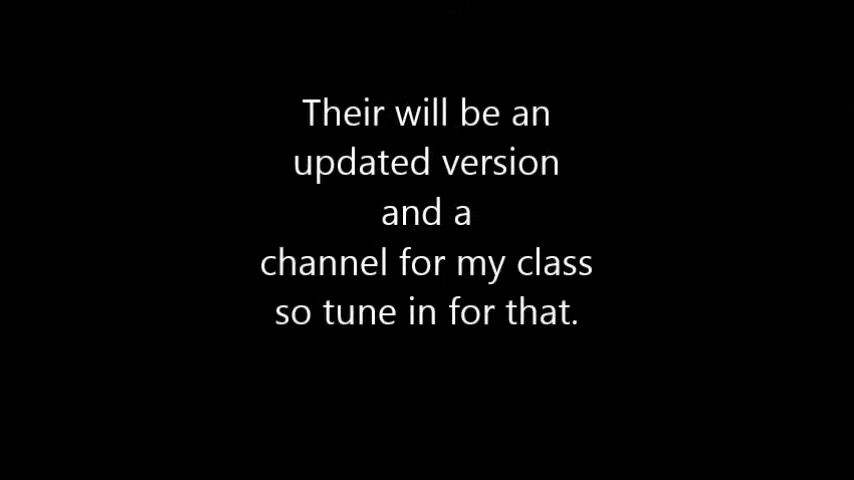 Their will be an
updated version
and a
channel for my class
so tune in for that.